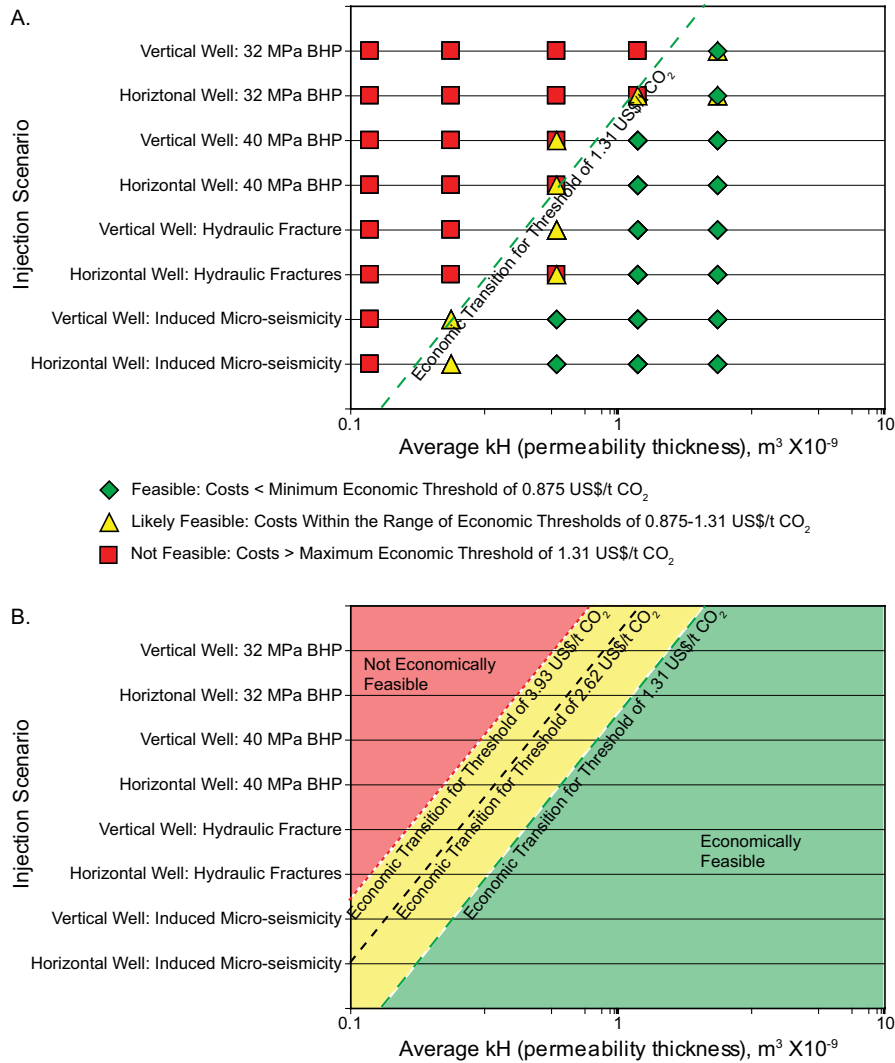 A.
Injection Scenario
Vertical Well: 32 MPa BHP
Horiztonal Well: 32 MPa BHP
Vertical Well: 40 MPa BHP
Horizontal Well: 40 MPa BHP
Vertical Well: Hydraulic Fracture
Horizontal Well: Hydraulic Fractures
Vertical Well: Induced Micro-seismicity
Horizontal Well: Induced Micro-seismicity
Economic Transition for Threshold of 1.31 US$/t CO₂
0.1 1 10
Average kH (permeability thickness), m³ X10⁻⁹
Feasible: Costs < Minimum Economic Threshold of 0.875 US$/t CO₂
Likely Feasible: Costs Within the Range of Economic Thresholds of 0.875-1.31 US$/t CO₂
Not Feasible: Costs > Maximum Economic Threshold of 1.31 US$/t CO₂
B.
Injection Scenario
Vertical Well: 32 MPa BHP
Horiztonal Well: 32 MPa BHP
Vertical Well: 40 MPa BHP
Horizontal Well: 40 MPa BHP
Vertical Well: Hydraulic Fracture
Horizontal Well: Hydraulic Fractures
Vertical Well: Induced Micro-seismicity
Horizontal Well: Induced Micro-seismicity
Not Economically
Feasible
Economic Transition for Threshold of 3.93 US$/t CO₂
Economic Transition for Threshold of 2.62 US$/t CO₂
Economic Transition for Threshold of 1.31 US$/t CO₂
Economically
Feasible
0.1 1 10
Average kH (permeability thickness), m³ X10⁻⁹